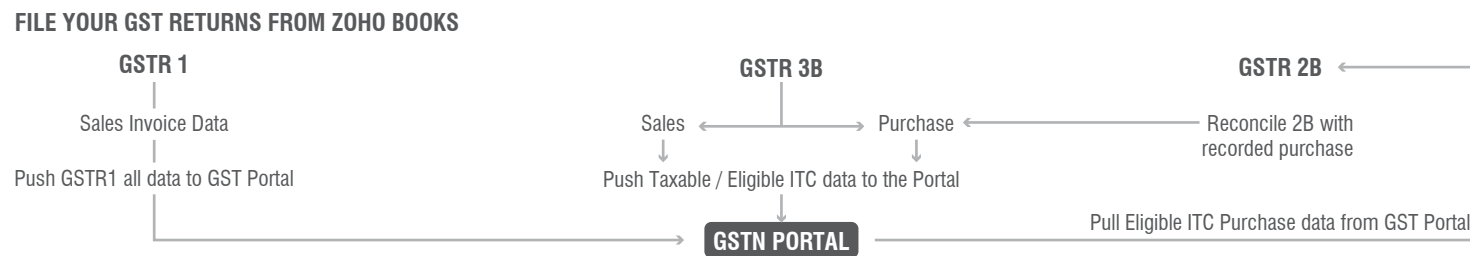 FILE YOUR GST RETURNS FROM ZOHO BOOKS
GSTR 1
GSTR 3B
GSTR 2B
Sales Invoice Data
Sales
Purchase
Reconcile 2B with
recorded purchase
Push GSTR1 all data to GST Portal
Push Taxable / Eligible ITC data to the Portal
Pull Eligible ITC Purchase data from GST Portal
GSTN PORTAL